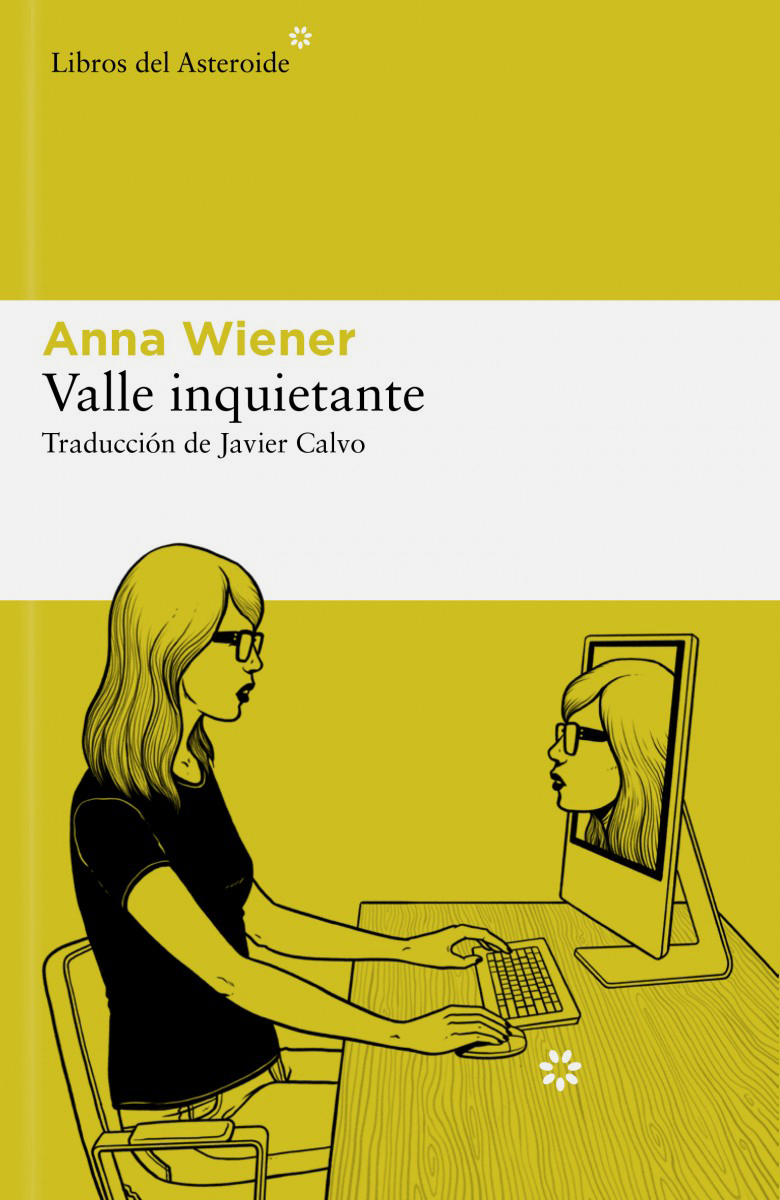 Libros del Asteroide
Anna Wiener
Valle inquietante
Traducción de Javier Calvo